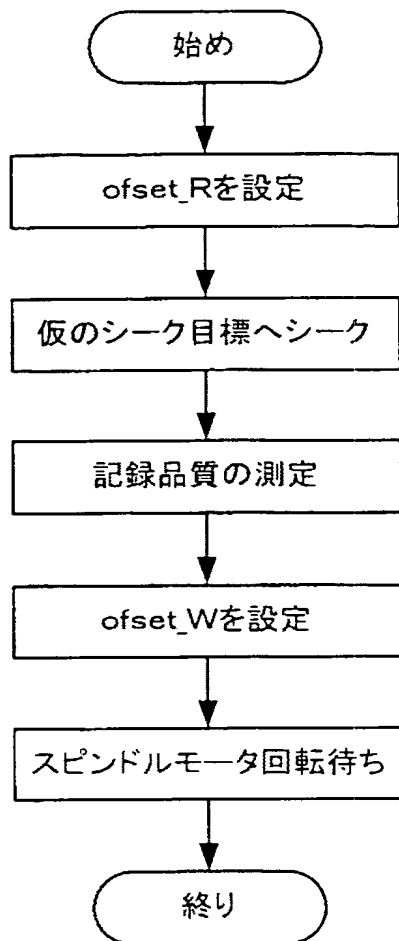 始め
ofset_Rを設定
仮のシーク目標へシーク
記録品質の測定
ofset_Wを設定
スピンドルモータ回転待ち
終り